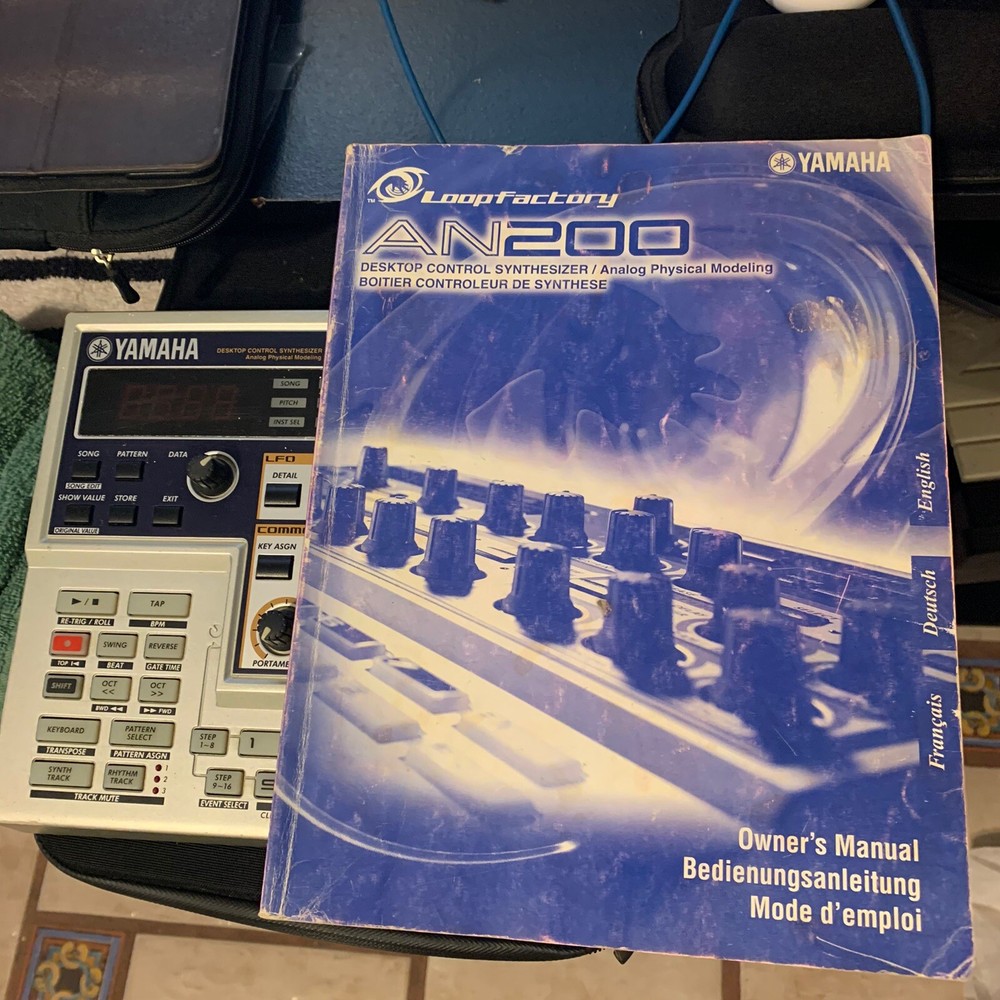 YAMAHA
TM LoopFactory
AN200
DESKTOP CONTROL SYNTHESIZER / Analog Physical Modeling
BOITIER CONTROLEUR DE SYNTHESE
English
Deutsch
Français
Owner's Manual
Bedienungsanleitung
Mode d'emploi
YAMAHA
DESKTOP CONTROL SYNTHESIZER
Analog Physical Modeling
SONG
PITCH
INST SEL
SONG PATTERN DATA
SONG EDIT
SHOW VALUE STORE EXIT
ORIGINAL VALUE
LFO
DETAIL
KEY ASGN
▶ / ■ TAP
RE-TRIG / ROLL BPM
SWING REVERSE
TOP I◀ BEAT GATE TIME
SHIFT OCT << OCT >>
BWD ◀◀ ▶▶ FWD
KEYBOARD PATTERN SELECT
TRANSPOSE PATTERN ASGN
SYNTH TRACK RHYTHM TRACK
1
2
3
TRACK MUTE
STEP 1-8 1
STEP 9-16
EVENT SELECT